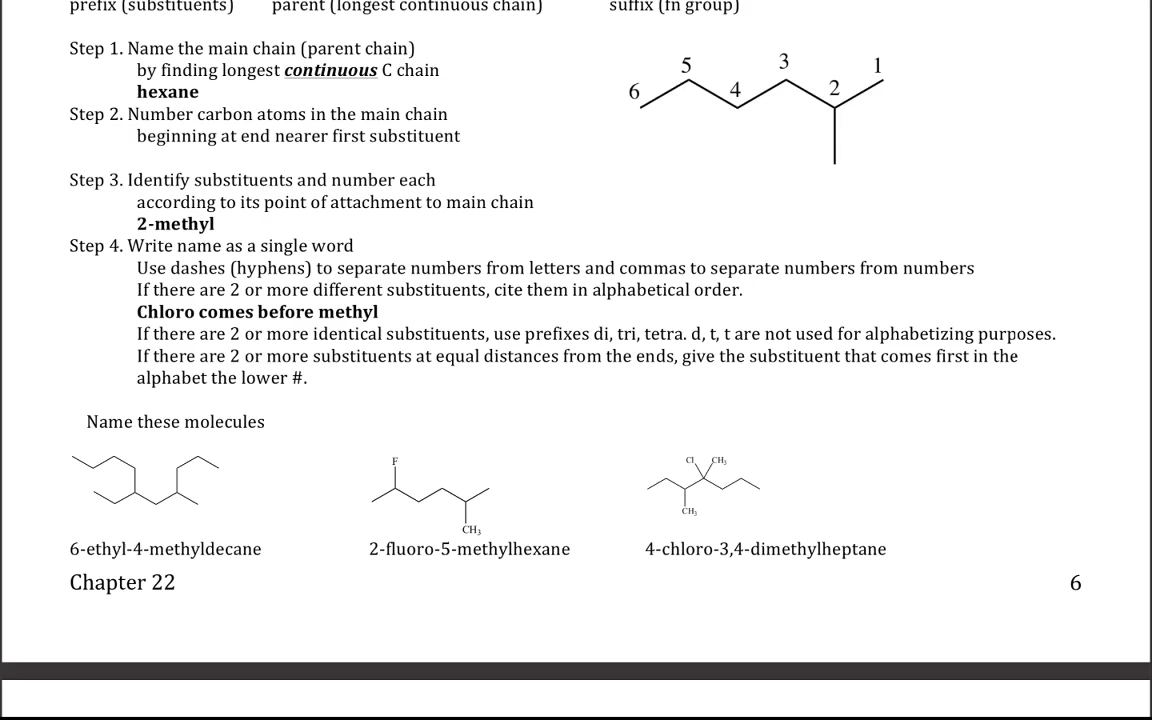 prefix (substituents) parent (longest continuous chain) suffix (fn group)
Step 1. Name the main chain (parent chain)
by finding longest continuous C chain
hexane
Step 2. Number carbon atoms in the main chain
beginning at end nearer first substituent
6 5 4 3 2 1
Step 3. Identify substituents and number each
according to its point of attachment to main chain
2-methyl
Step 4. Write name as a single word
Use dashes (hyphens) to separate numbers from letters and commas to separate numbers from numbers
If there are 2 or more different substituents, cite them in alphabetical order.
Chloro comes before methyl
If there are 2 or more identical substituents, use prefixes di, tri, tetra. d, t, t are not used for alphabetizing purposes.
If there are 2 or more substituents at equal distances from the ends, give the substituent that comes first in the
alphabet the lower #.
Name these molecules
F Cl CH₃
CH₃ CH₃
6-ethyl-4-methyldecane 2-fluoro-5-methylhexane 4-chloro-3,4-dimethylheptane
Chapter 22 6